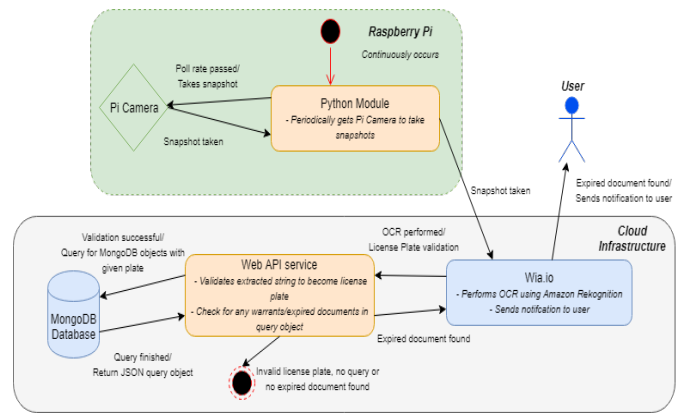 Raspberry Pi
Continuously occurs
Poll rate passed/
Takes snapshot
Pi Camera
Python Module
- Periodically gets Pi Camera to take
snapshots
Snapshot taken
User
Snapshot taken
Expired document found/
Sends notification to user
Cloud
Infrastructure
Validation successful/
Query for MongoDB objects with
given plate
OCR performed/
License Plate validation
Web API service
- Validates extracted string to become license
plate
- Check for any warrants/expired documents in
query object
Wia.io
- Performs OCR using Amazon Rekognition
- Sends notifcation to user
MongoDB
Database
Query finished/
Return JSON query object
Expired document found
Invalid license plate, no query or
no expired document found